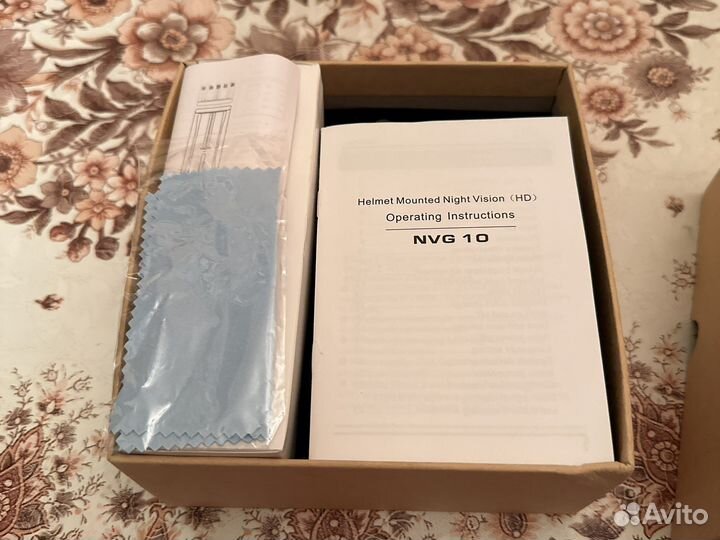 Helmet Mounted Night Vision（HD）
Operating Instructions
NVG 10
Avito